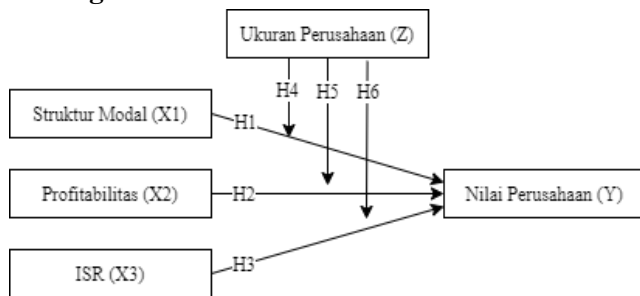 Ukuran Perusahaan (Z)
H4
H5
H6
Struktur Modal (X1)
H1
Profitabilitas (X2)
H2
Nilai Perusahaan (Y)
H3
ISR (X3)